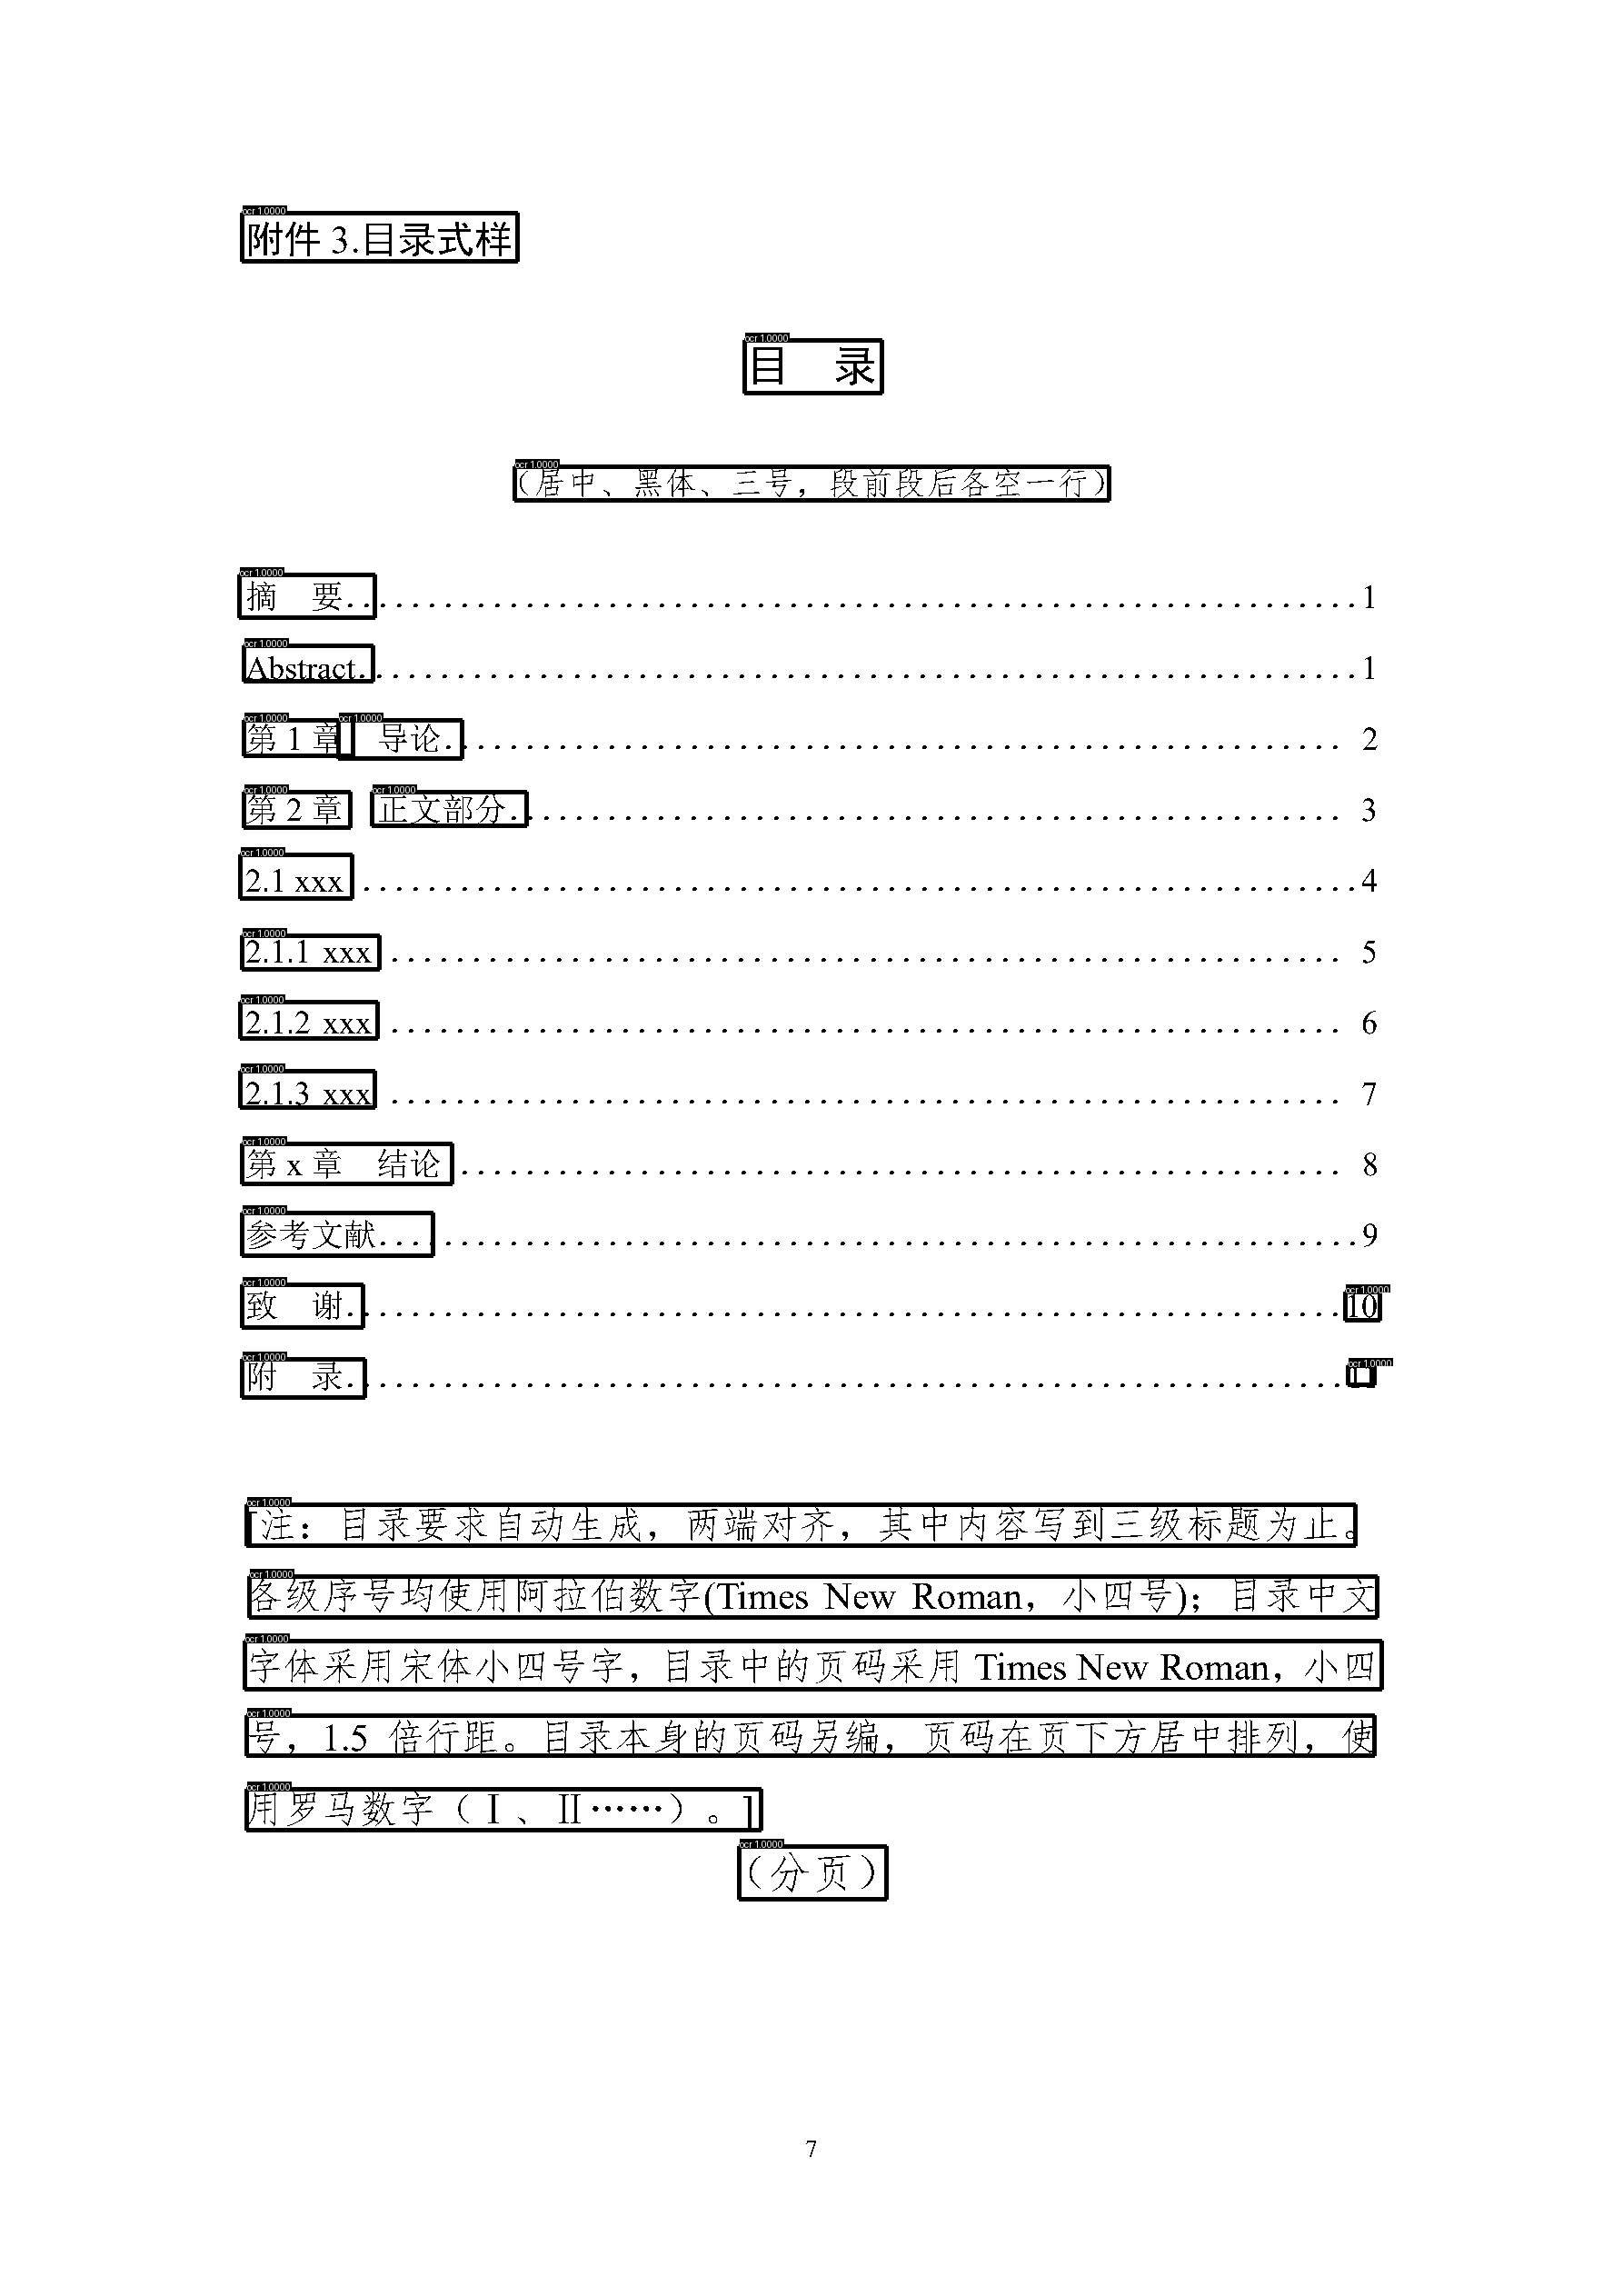 附件 3.目录式样
目　录
（居中、黑体、三号，段前段后各空一行）
摘　要..............................................................1
Abstract.............................................................1
第 1 章　导论....................................................... 2
第 2 章　正文部分................................................... 3
2.1 xxx .............................................................4
2.1.1 xxx .......................................................... 5
2.1.2 xxx .......................................................... 6
2.1.3 xxx .......................................................... 7
第 x 章　结论...................................................... 8
参考文献............................................................9
致　谢.............................................................10
附　录.............................................................
[注：目录要求自动生成，两端对齐，其中内容写到三级标题为止。
各级序号均使用阿拉伯数字(Times New Roman，小四号)；目录中文
字体采用宋体小四号字，目录中的页码采用 Times New Roman，小四
号，1.5 倍行距。目录本身的页码另编，页码在页下方居中排列，使
用罗马数字（Ⅰ、Ⅱ……）。]
（分页）
7